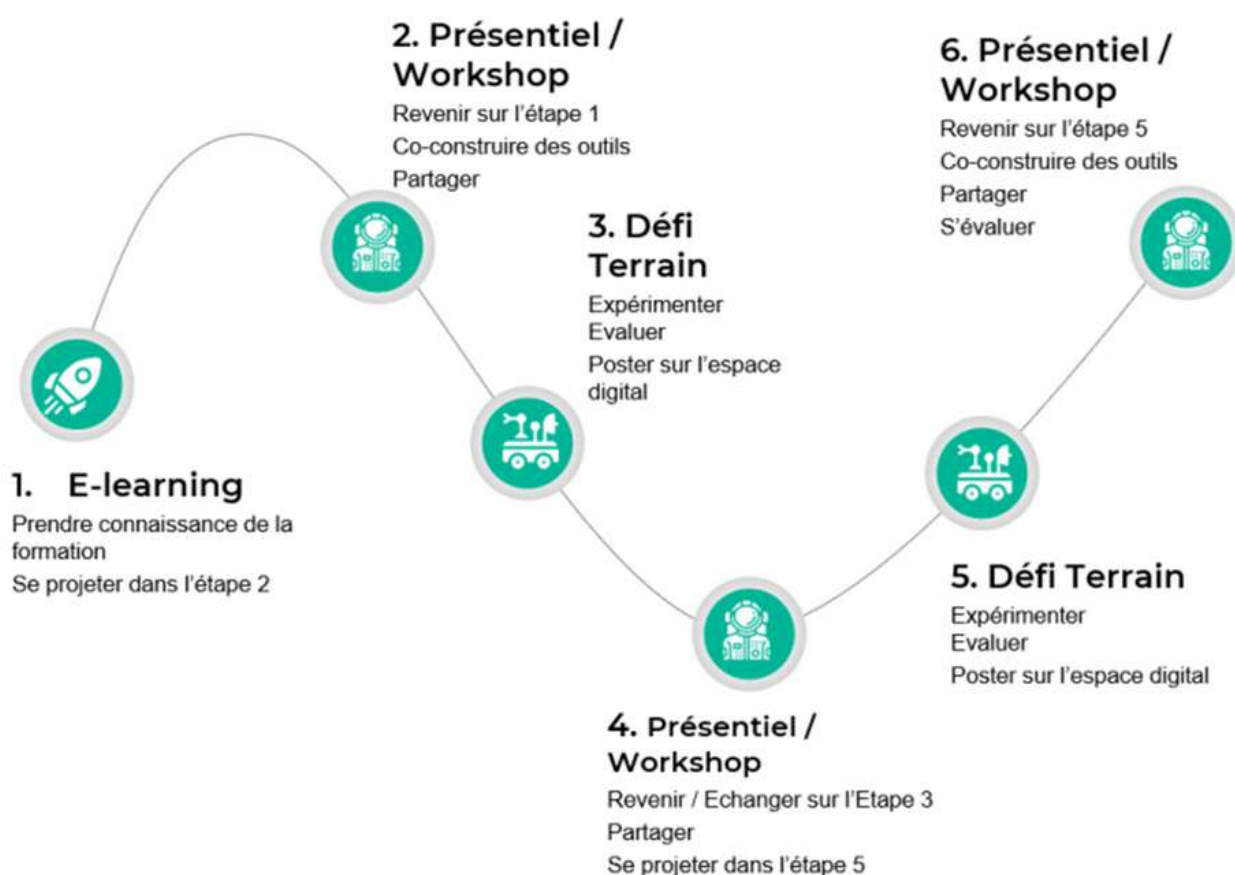 1. E-learning
Prendre connaissance de la
formation
Se projeter dans l'étape 2
2. Présentiel /
Workshop
Revenir sur l'étape 1
Co-construire des outils
Partager
3. Défi
Terrain
Expérimenter
Evaluer
Poster sur l'espace
digital
4. Présentiel /
Workshop
Revenir / Echanger sur l'Etape 3
Partager
Se projeter dans l'étape 5
5. Défi Terrain
Expérimenter
Evaluer
Poster sur l'espace digital
6. Présentiel /
Workshop
Revenir sur l'étape 5
Co-construire des outils
Partager
S'évaluer